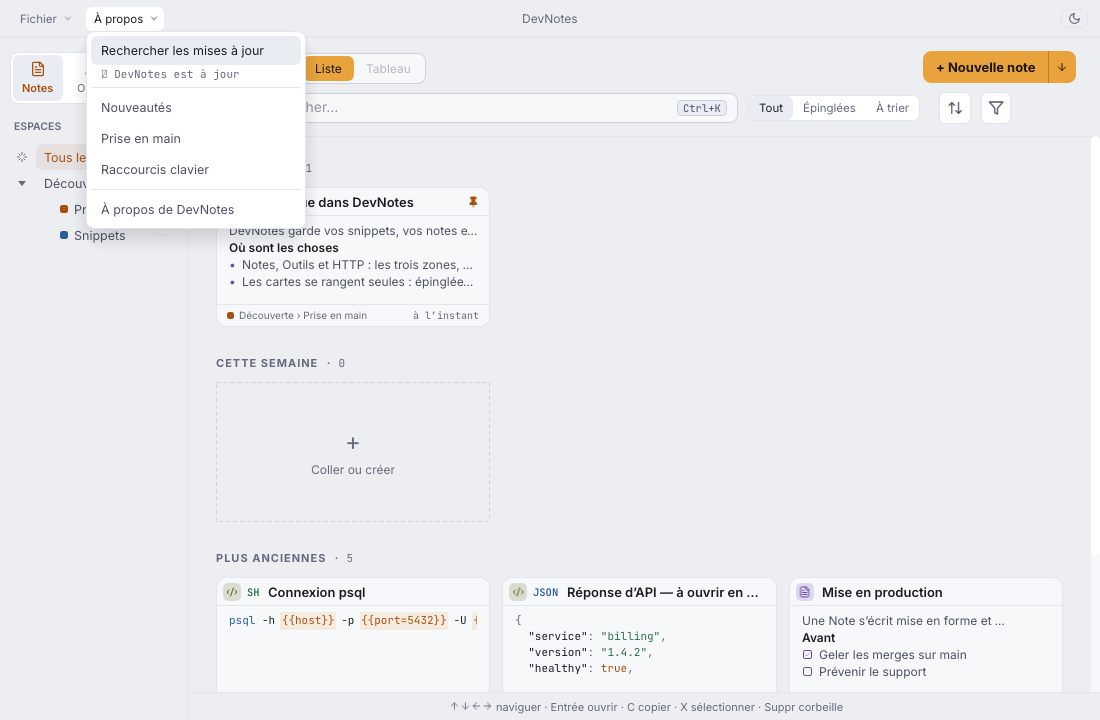 Fichier
À propos
DevNotes
Rechercher les mises à jour
DevNotes est à jour
Nouveautés
Prise en main
Raccourcis clavier
À propos de DevNotes
Notes
O
Liste
Tableau
+ Nouvelle note
her…
Ctrl+K
Tout
Épinglées
À trier
ESPACES
Tous le
Découv
Pr
Snippets
1
ue dans DevNotes
DevNotes garde vos snippets, vos notes e…
Où sont les choses
• Notes, Outils et HTTP : les trois zones, …
• Les cartes se rangent seules : épinglée…
Découverte › Prise en main
à l’instant
CETTE SEMAINE · 0
+
Coller ou créer
PLUS ANCIENNES · 5
SH Connexion psql
psql -h {{host}} -p {{port=5432}} -U {
JSON Réponse d’API — à ouvrir en …
{
"service": "billing",
"version": "1.4.2",
"healthy": true,
Mise en production
Une Note s’écrit mise en forme et …
Avant
Geler les merges sur main
Prévenir le support
↑↓←→ naviguer · Entrée ouvrir · C copier · X sélectionner · Suppr corbeille